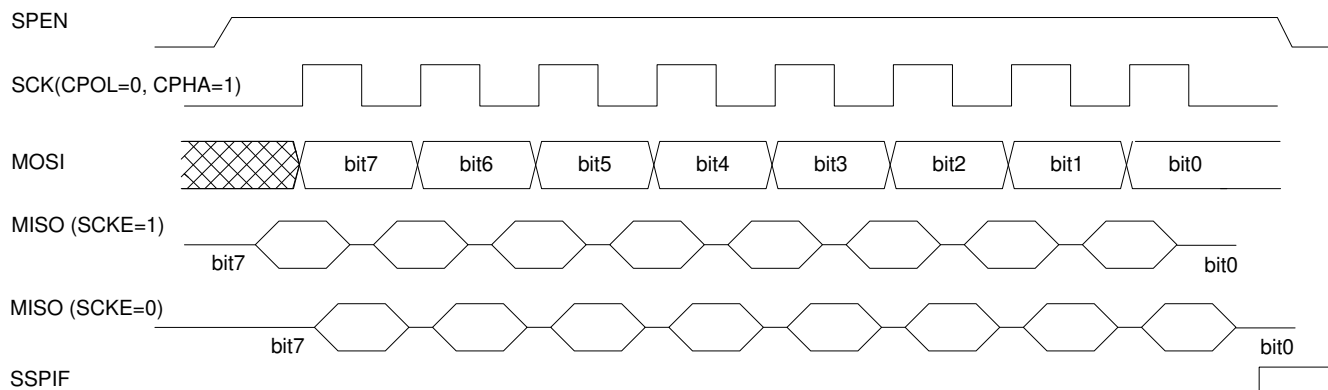 SPEN
SCK(CPOL=0, CPHA=1)
MOSI
bit7 bit6 bit5 bit4 bit3 bit2 bit1 bit0
MISO (SCKE=1)
bit7 bit0
MISO (SCKE=0)
bit7 bit0
SSPIF